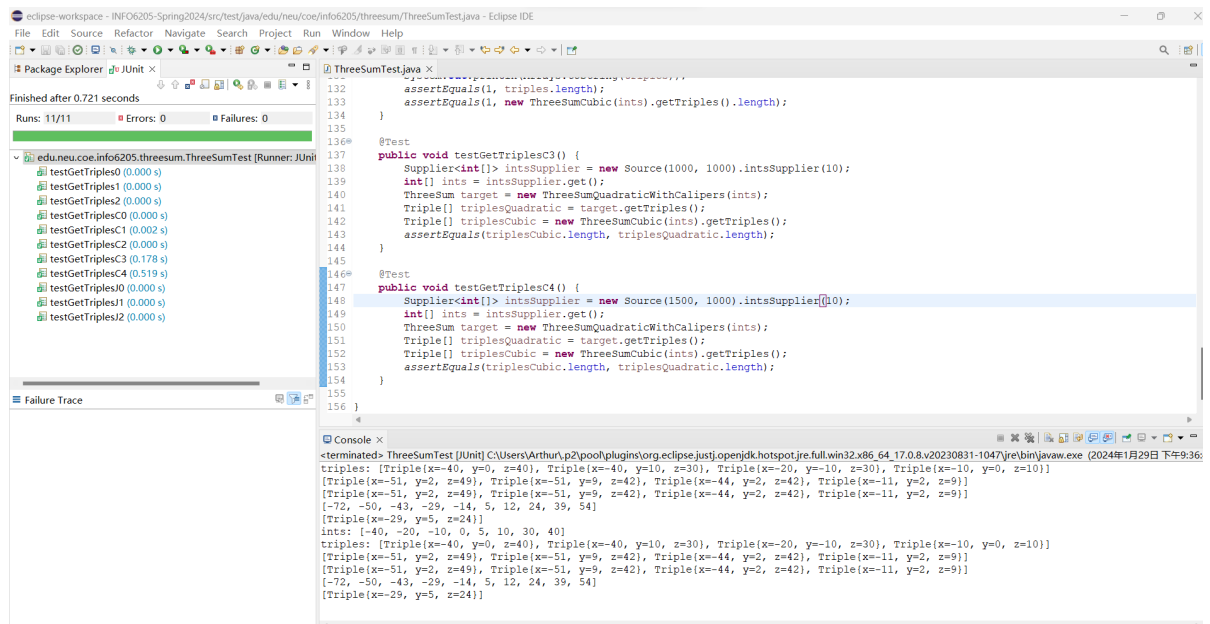 eclipse-workspace - INFO6205-Spring2024/src/test/java/edu/neu/coe/info6205/threesum/ThreeSumTest.java - Eclipse IDE
File Edit Source Refactor Navigate Search Project Run Window Help
Package Explorer JUnit
Finished after 0.721 seconds
Runs: 11/11 Errors: 0 Failures: 0
edu.neu.coe.info6205.threesum.ThreeSumTest [Runner: JUnit
testGetTriples0 (0.000 s)
testGetTriples1 (0.000 s)
testGetTriples2 (0.000 s)
testGetTriplesC0 (0.000 s)
testGetTriplesC1 (0.002 s)
testGetTriplesC2 (0.000 s)
testGetTriplesC3 (0.178 s)
testGetTriplesC4 (0.519 s)
testGetTriplesJ0 (0.000 s)
testGetTriplesJ1 (0.000 s)
testGetTriplesJ2 (0.000 s)
Failure Trace
ThreeSumTest.java
132 assertEquals(1, triples.length);
133 assertEquals(1, new ThreeSumCubic(ints).getTriples().length);
134 }
135
136 @Test
137 public void testGetTriplesC3() {
138 Supplier<int[]> intsSupplier = new Source(1000, 1000).intsSupplier(10);
139 int[] ints = intsSupplier.get();
140 ThreeSum target = new ThreeSumQuadraticWithCalipers(ints);
141 Triple[] triplesQuadratic = target.getTriples();
142 Triple[] triplesCubic = new ThreeSumCubic(ints).getTriples();
143 assertEquals(triplesCubic.length, triplesQuadratic.length);
144 }
145
146 @Test
147 public void testGetTriplesC4() {
148 Supplier<int[]> intsSupplier = new Source(1500, 1000).intsSupplier(10);
149 int[] ints = intsSupplier.get();
150 ThreeSum target = new ThreeSumQuadraticWithCalipers(ints);
151 Triple[] triplesQuadratic = target.getTriples();
152 Triple[] triplesCubic = new ThreeSumCubic(ints).getTriples();
153 assertEquals(triplesCubic.length, triplesQuadratic.length);
154 }
155
156 }
Console
<terminated> ThreeSumTest [JUnit] C:\Users\Arthur\.p2\pool\plugins\org.eclipse.justj.openjdk.hotspot.jre.full.win32.x86_64_17.0.8.v20230831-1047\jre\bin\javaw.exe (2024年1月29日 下午9:36:
triples: [Triple{x=-40, y=0, z=40}, Triple{x=-40, y=10, z=30}, Triple{x=-20, y=-10, z=30}, Triple{x=-10, y=0, z=10}]
[Triple{x=-51, y=2, z=49}, Triple{x=-51, y=9, z=42}, Triple{x=-44, y=2, z=42}, Triple{x=-11, y=2, z=9}]
[Triple{x=-51, y=2, z=49}, Triple{x=-51, y=9, z=42}, Triple{x=-44, y=2, z=42}, Triple{x=-11, y=2, z=9}]
[-72, -50, -43, -29, -14, 5, 12, 24, 39, 54]
[Triple{x=-29, y=5, z=24}]
ints: [-40, -20, -10, 0, 5, 10, 30, 40]
triples: [Triple{x=-40, y=0, z=40}, Triple{x=-40, y=10, z=30}, Triple{x=-20, y=-10, z=30}, Triple{x=-10, y=0, z=10}]
[Triple{x=-51, y=2, z=49}, Triple{x=-51, y=9, z=42}, Triple{x=-44, y=2, z=42}, Triple{x=-11, y=2, z=9}]
[Triple{x=-51, y=2, z=49}, Triple{x=-51, y=9, z=42}, Triple{x=-44, y=2, z=42}, Triple{x=-11, y=2, z=9}]
[-72, -50, -43, -29, -14, 5, 12, 24, 39, 54]
[Triple{x=-29, y=5, z=24}]